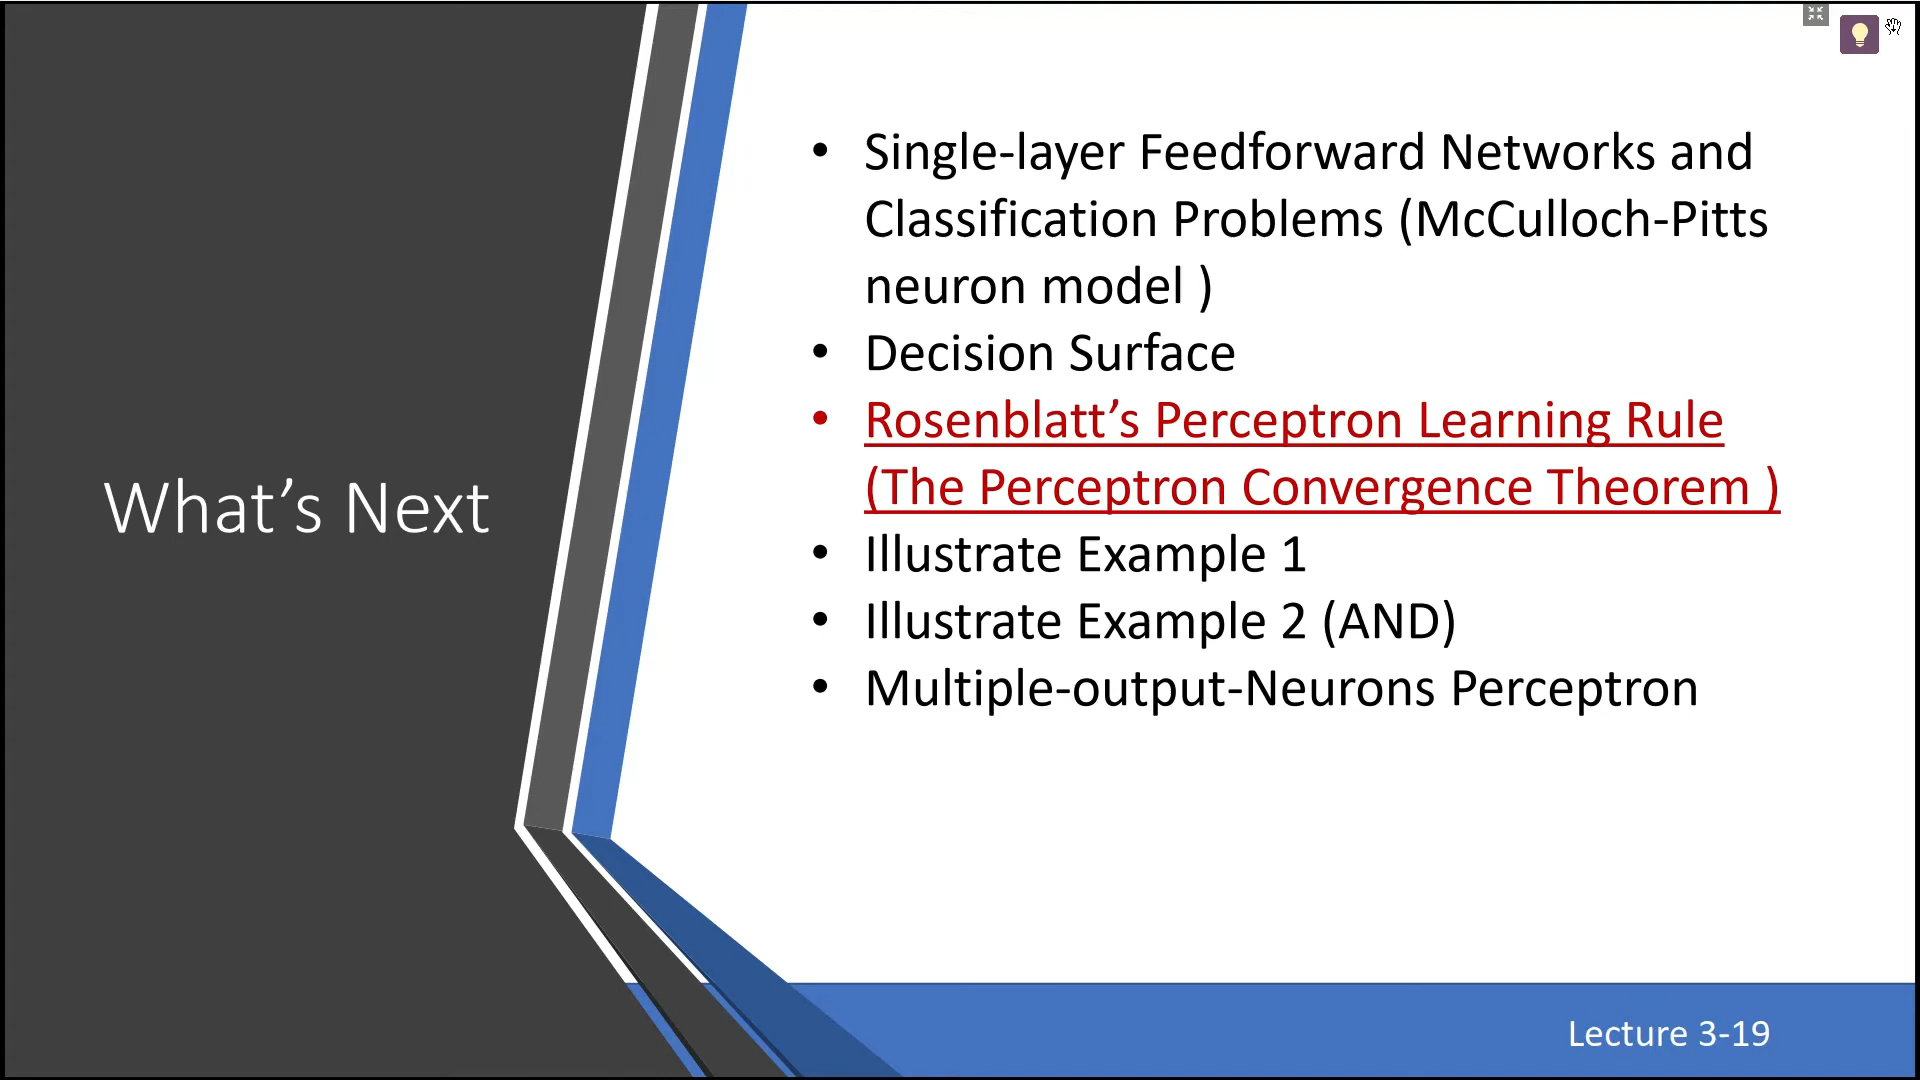 What’s Next
• Single-layer Feedforward Networks and
Classification Problems (McCulloch-Pitts
neuron model )
• Decision Surface
• Rosenblatt’s Perceptron Learning Rule
(The Perceptron Convergence Theorem )
• Illustrate Example 1
• Illustrate Example 2 (AND)
• Multiple-output-Neurons Perceptron
Lecture 3-19